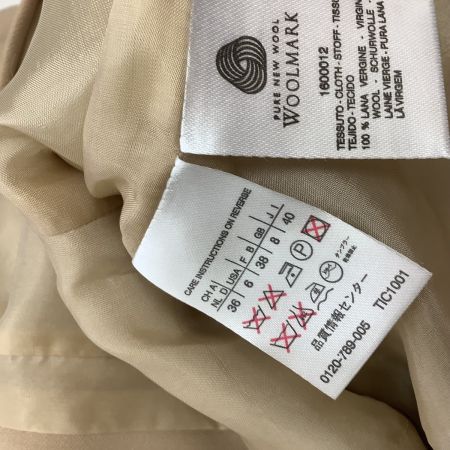 PURE NEW WOOL
WOOLMARK
1600012
TESSUTO - CLOTH - STOFF - TISSU
TEJIDO - TECIDO
100 % LANA VERGINE - VIRGIN
WOOL - SCHURWOLLE -
LAINE VIERGE - PURA LANA
LÃ VIRGEM
CARE INSTRUCTIONS ON REVERSE
CH A
NL D USA F B GB J I
36 6 38 8 40
P
品質情報センター
0120-789-005 TIC1001